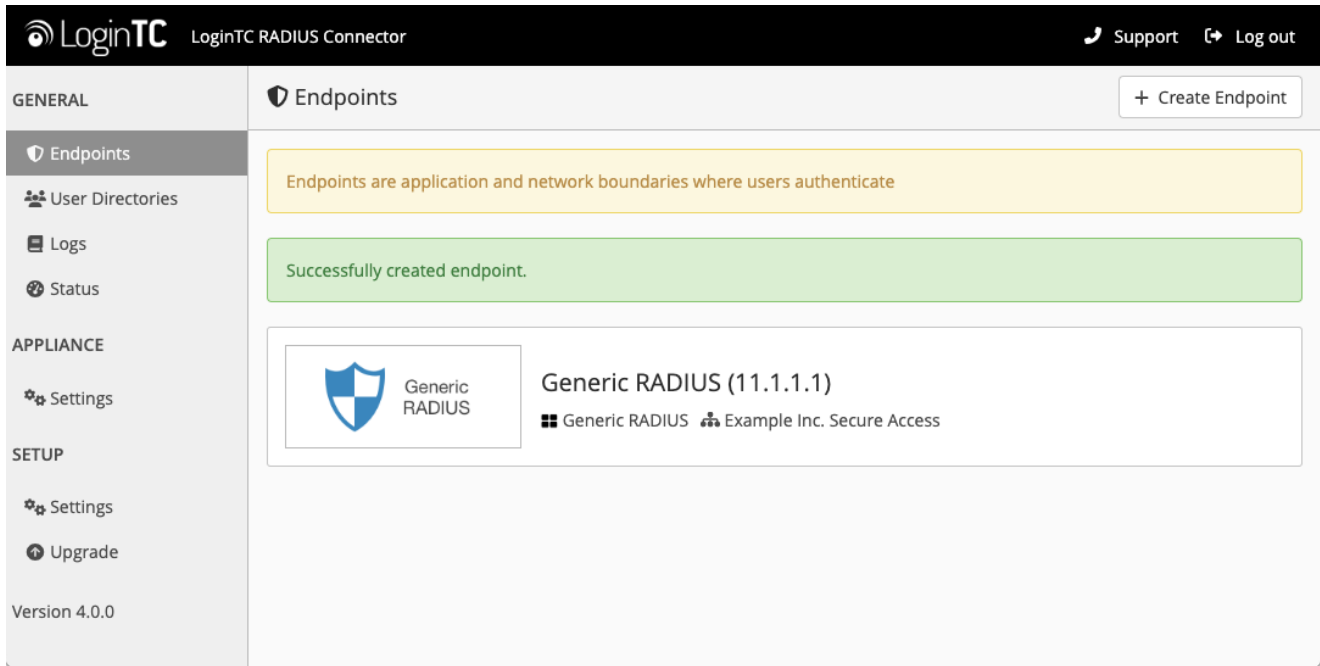 LoginTC LoginTC RADIUS Connector Support Log out
GENERAL
Endpoints
User Directories
Logs
Status
APPLIANCE
Settings
SETUP
Settings
Upgrade
Version 4.0.0
Endpoints + Create Endpoint
Endpoints are application and network boundaries where users authenticate
Successfully created endpoint.
Generic
RADIUS
Generic RADIUS (11.1.1.1)
Generic RADIUS Example Inc. Secure Access